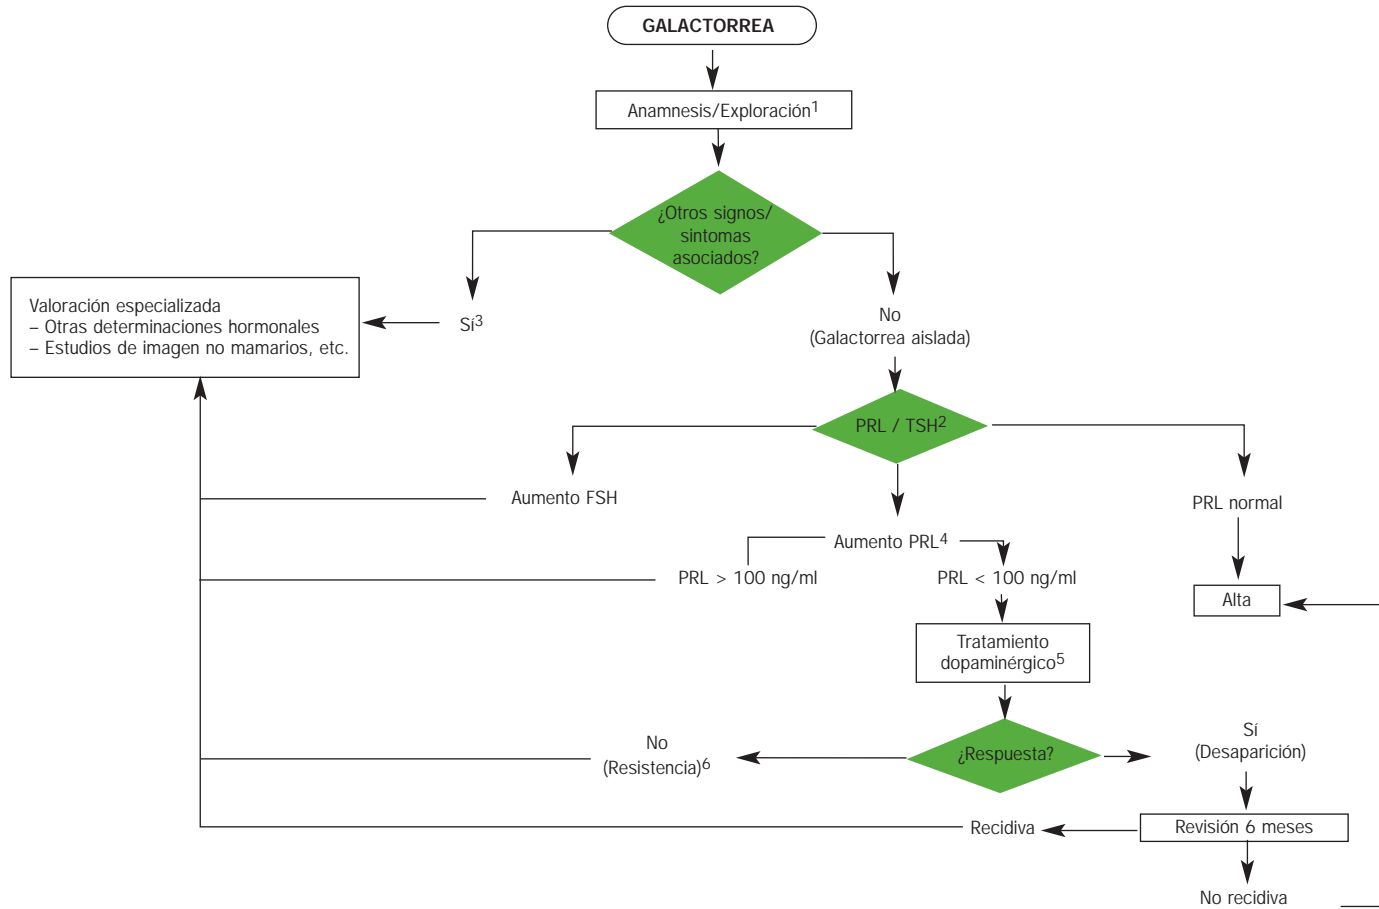 GALACTORREA
Anamnesis/Exploración1
¿Otros signos/
sintomas
asociados?
Valoración especializada
– Otras determinaciones hormonales
– Estudios de imagen no mamarios, etc.
Sí3
No
(Galactorrea aislada)
PRL / TSH2
Aumento FSH
PRL normal
Aumento PRL4
PRL > 100 ng/ml
PRL < 100 ng/ml
Alta
Tratamiento
dopaminérgico5
¿Respuesta?
No
(Resistencia)6
Sí
(Desaparición)
Recidiva
Revisión 6 meses
No recidiva